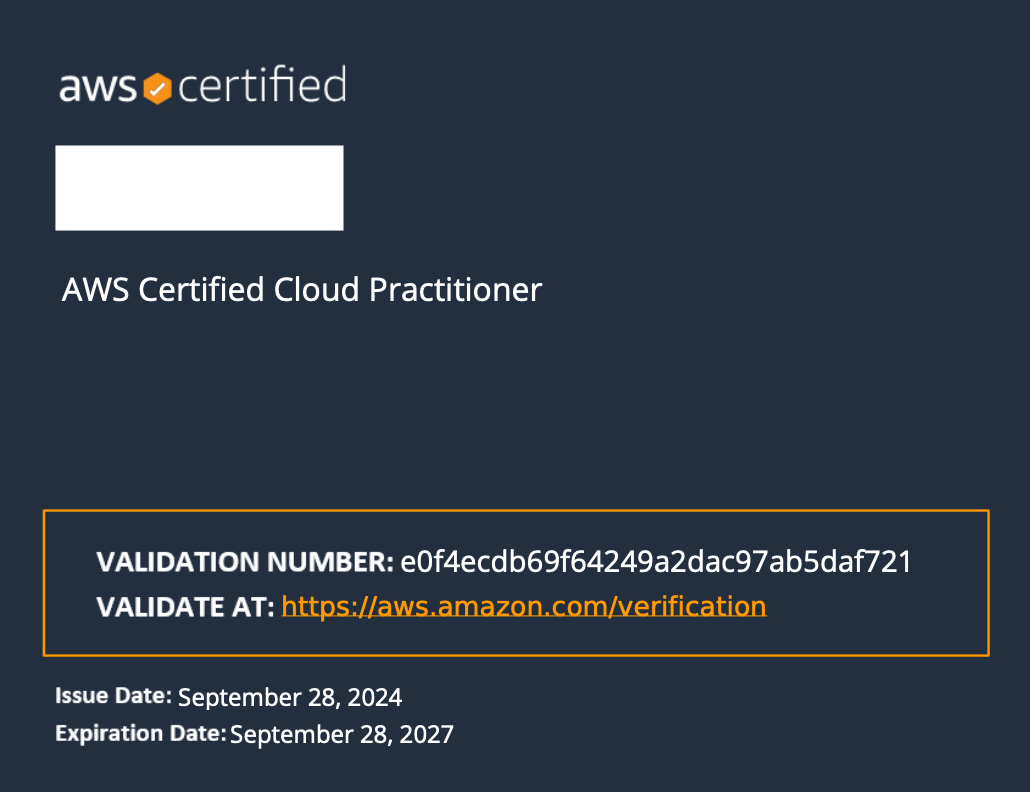 aws certified
AWS Certified Cloud Practitioner
VALIDATION NUMBER: e0f4ecdb69f64249a2dac97ab5daf721
VALIDATE AT: https://aws.amazon.com/verification
Issue Date: September 28, 2024
Expiration Date: September 28, 2027